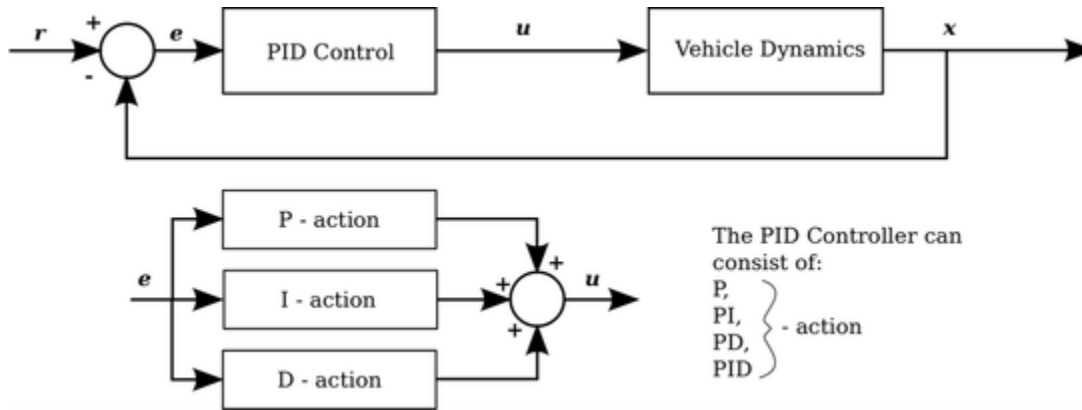 +
r
e
PID Control
u
Vehicle Dynamics
x
-
P - action
The PID Controller can
consist of:
e
I - action
+
+
+
u
P,
PI,
- action
PD,
PID
D - action